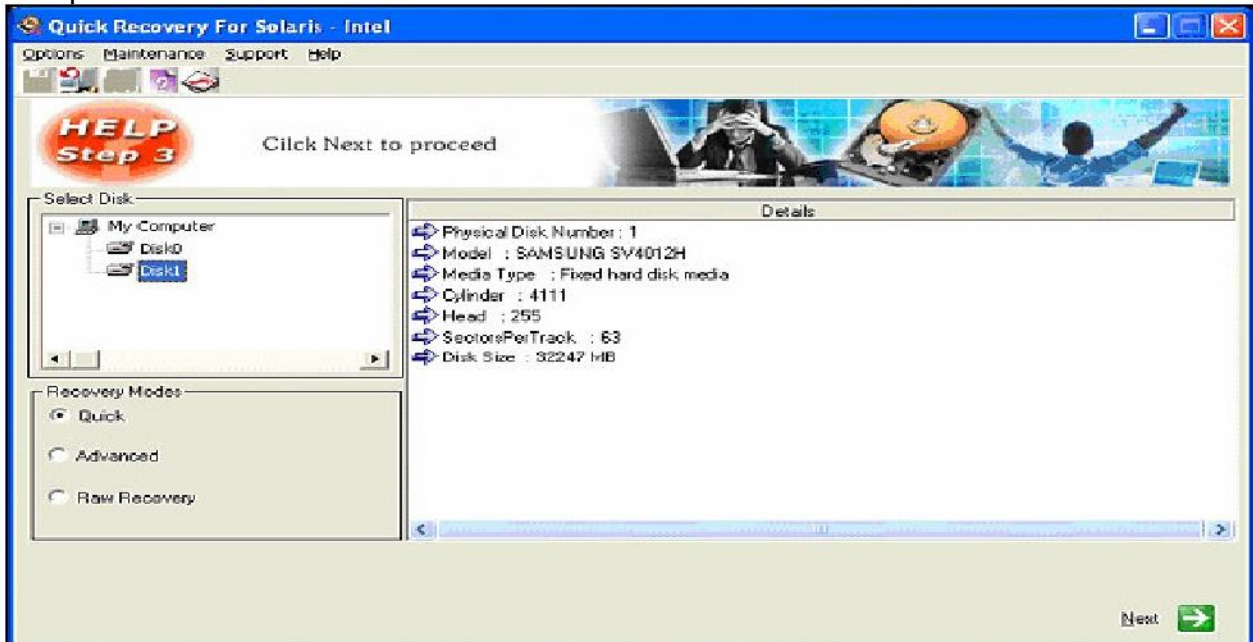 Quick Recovery For Solaris - Intel
Options Maintenance Support Help
HELP
Step 3
Cilck Next to proceed
Select Disk
My Computer
Disk0
Disk1
Details
Physical Disk Number : 1
Model : SAMSUNG SV4012H
Media Type : Fixed hard disk media
Cylinder : 4111
Head : 255
SectorsPerTrack : 63
Disk Size : 32247 MB
Recovery Modes
Quick
Advanced
Raw Recovery
Next